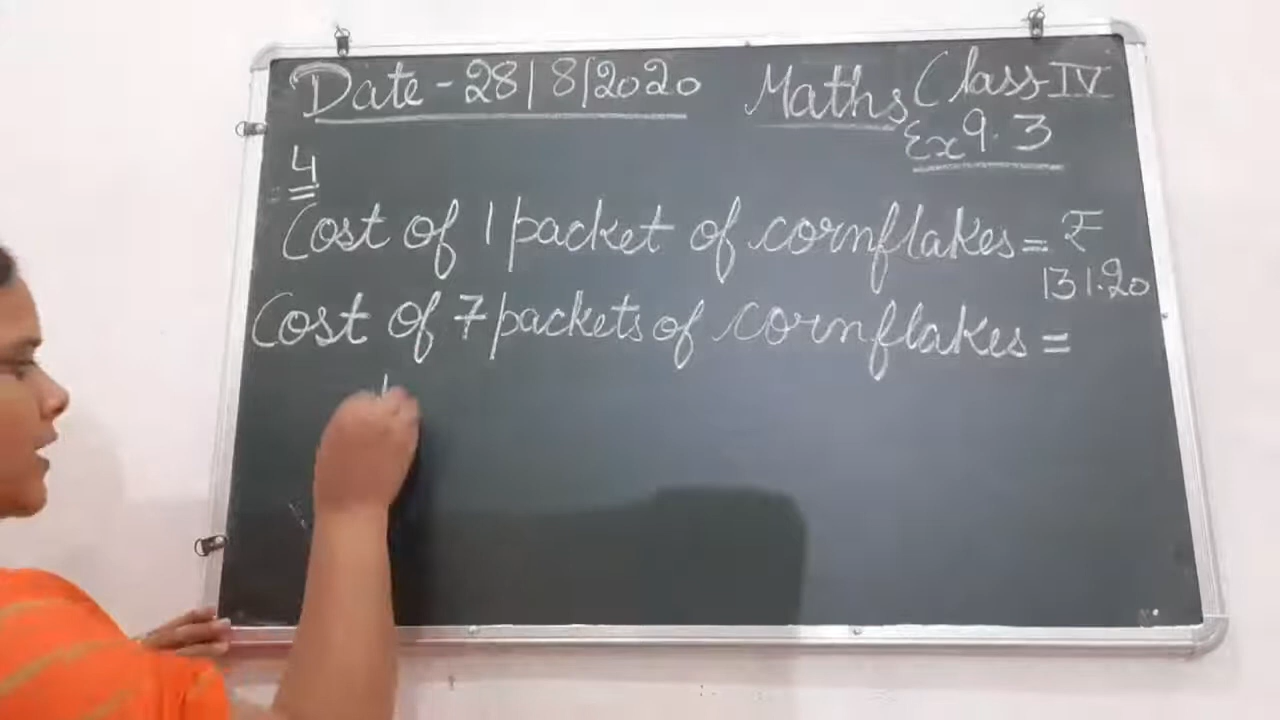 Date - 28/8/2020 Maths Class-IV
Ex 9.3
4
Cost of 1 packet of cornflakes = ₹
131.20
Cost of 7 packets of cornflakes =